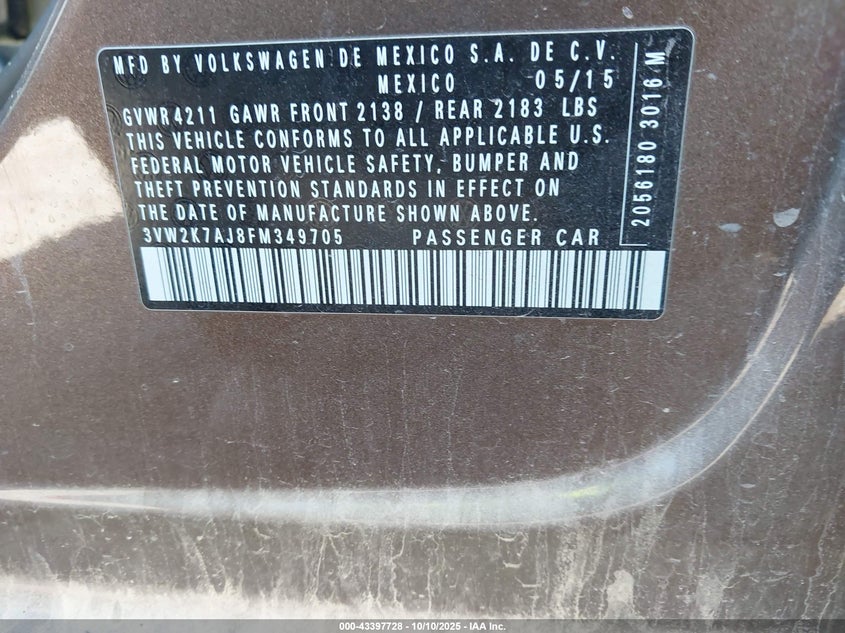 MFD BY VOLKSWAGEN DE MEXICO S.A. DE C.V.
MEXICO 05/15
GVWR 4211 GAWR FRONT 2138 / REAR 2183 LBS
THIS VEHICLE CONFORMS TO ALL APPLICABLE U.S.
FEDERAL MOTOR VEHICLE SAFETY, BUMPER AND
THEFT PREVENTION STANDARDS IN EFFECT ON
THE DATE OF MANUFACTURE SHOWN ABOVE.
3VW2K7AJ8FM349705 PASSENGER CAR
2056180 3016 M
000-43397728 - 10/10/2025 - IAA Inc.